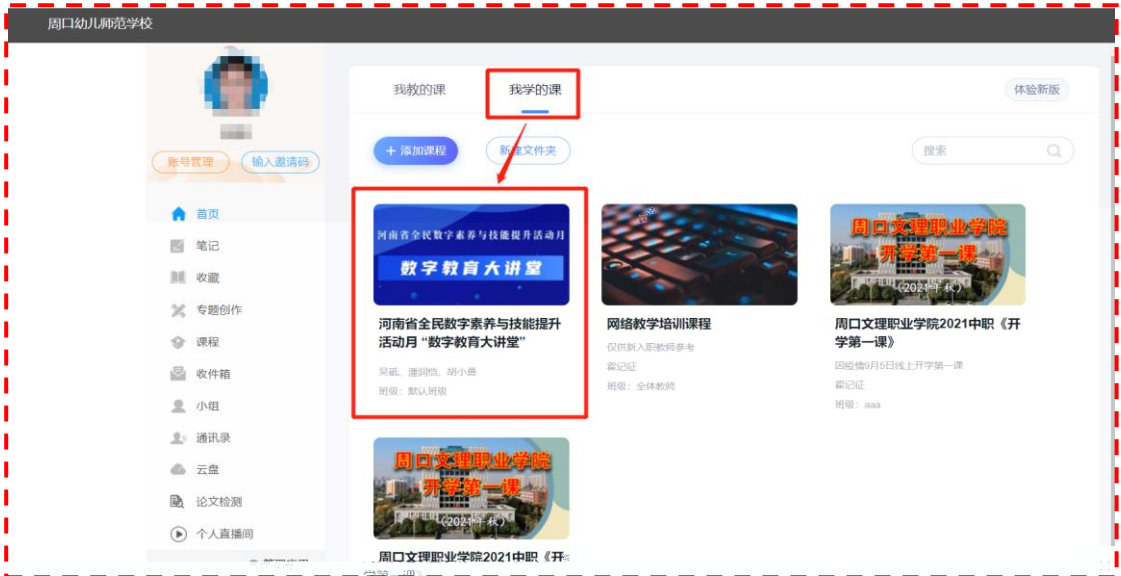 周口幼儿师范学校
我教的课
我学的课
体验新版
账号管理
输入邀请码
+ 添加课程
新建文件夹
搜索
首页
笔记
收藏
专题创作
课程
收件箱
小组
通讯录
云盘
论文检测
个人直播间
河南省全民数字素养与技能提升活动月
数字教育大讲堂
河南省全民数字素养与技能提升
活动月 “数字教育大讲堂”
班级：默认班级
网络教学培训课程
仅供新入职教师参考
霍记征
班级：全体教师
周口文理职业学院
开学第一课
（2021年秋）
周口文理职业学院2021中职《开
学第一课》
因疫情9月5日线上开学第一课
霍记征
班级：aaa
周口文理职业学院
开学第一课
（2021年秋）
周口文理职业学院2021中职《开